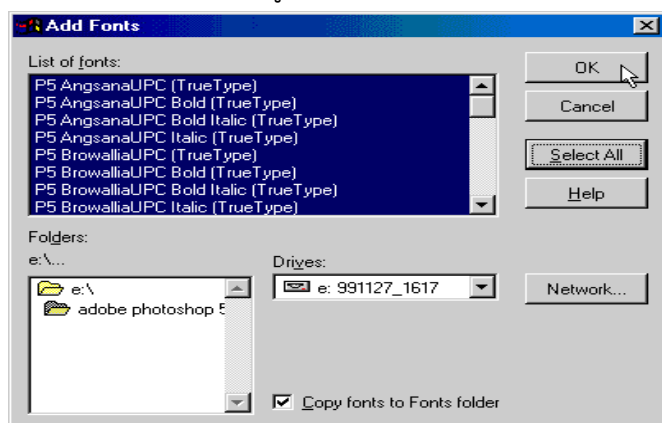 Add Fonts
List of fonts:
P5 AngsanaUPC (TrueType)
P5 AngsanaUPC Bold (TrueType)
P5 AngsanaUPC Bold Italic (TrueType)
P5 AngsanaUPC Italic (TrueType)
P5 BrowalliaUPC (TrueType)
P5 BrowalliaUPC Bold (TrueType)
P5 BrowalliaUPC Bold Italic (TrueType)
P5 BrowalliaUPC Italic (TrueType)
OK
Cancel
Select All
Help
Folders:
e:\...
e:\
adobe photoshop 5
Drives:
e: 991127_1617
Network...
Copy fonts to Fonts folder